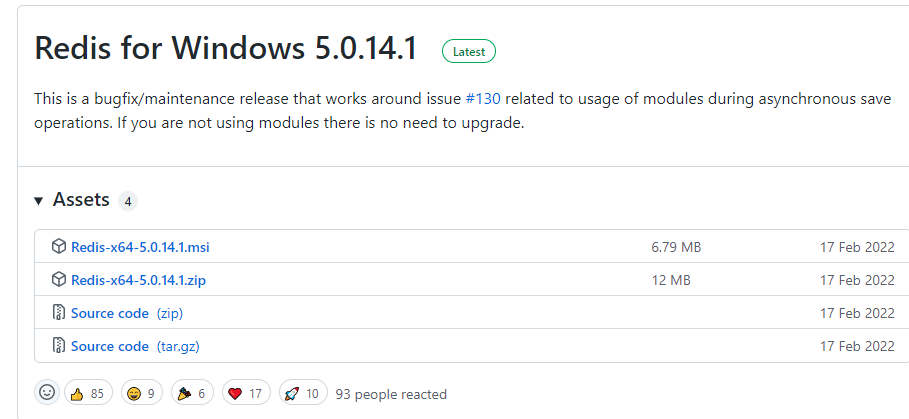 Redis for Windows 5.0.14.1 Latest
This is a bugfix/maintenance release that works around issue #130 related to usage of modules during asynchronous save
operations. If you are not using modules there is no need to upgrade.
Assets 4
Redis-x64-5.0.14.1.msi 6.79 MB 17 Feb 2022
Redis-x64-5.0.14.1.zip 12 MB 17 Feb 2022
Source code (zip) 17 Feb 2022
Source code (tar.gz) 17 Feb 2022
85 9 6 17 10 93 people reacted